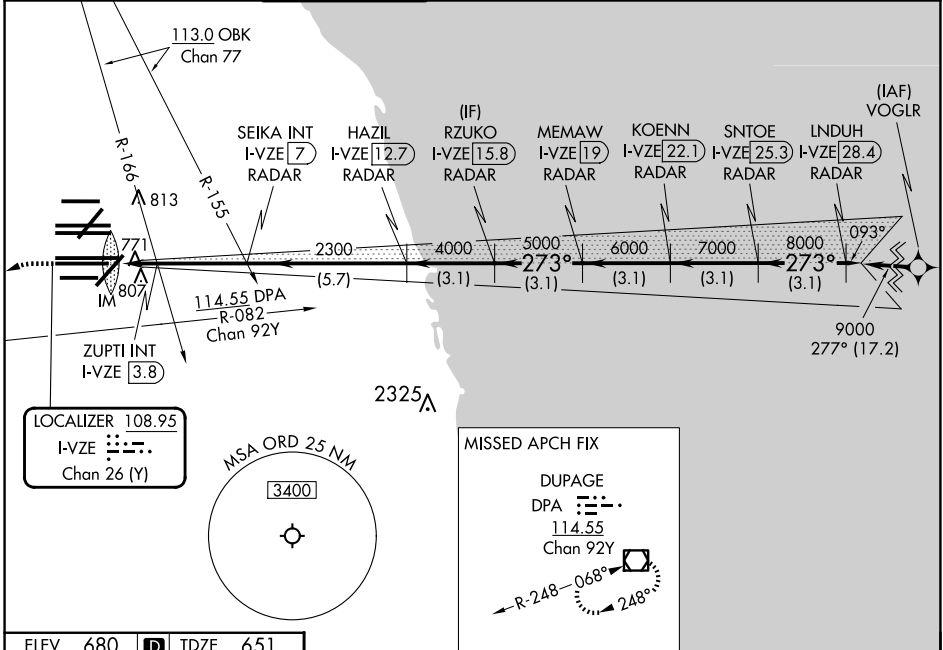 113.0 OBK
Chan 77
R-166
R-155
813
771
807
IM
SEIKA INT
I-VZE 7
RADAR
HAZIL
I-VZE 12.7
RADAR
(IF)
RZUKO
I-VZE 15.8
RADAR
MEMAW
I-VZE 19
RADAR
KOENN
I-VZE 22.1
RADAR
SNTOE
I-VZE 25.3
RADAR
LNDUH
I-VZE 28.4
RADAR
(IAF)
VOGLR
2300
(5.7)
4000
(3.1)
5000
273°
(3.1)
6000
(3.1)
7000
(3.1)
8000
273°
(3.1)
093°
9000
277° (17.2)
114.55 DPA
R-082
Chan 92Y
ZUPTI INT
I-VZE 3.8
LOCALIZER 108.95
I-VZE
Chan 26 (Y)
2325
MSA ORD 25 NM
3400
MISSED APCH FIX
DUPAGE
DPA
114.55
Chan 92Y
R-248
068°
248°
ELEV 680 D TDZE 651